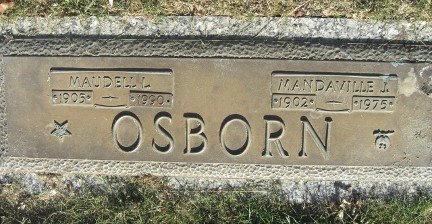 MAUDELL L.
1905 1990
MANDAVILLE J.
1902 1975
OSBORN